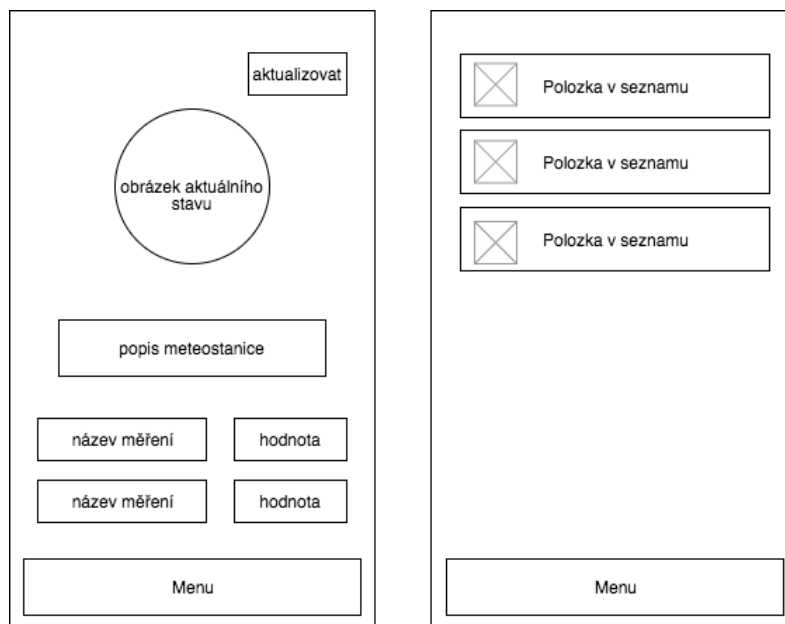 aktualizovat
obrázek aktuálního
stavu
popis meteostanice
název měření
hodnota
název měření
hodnota
Menu
Polozka v seznamu
Polozka v seznamu
Polozka v seznamu
Menu